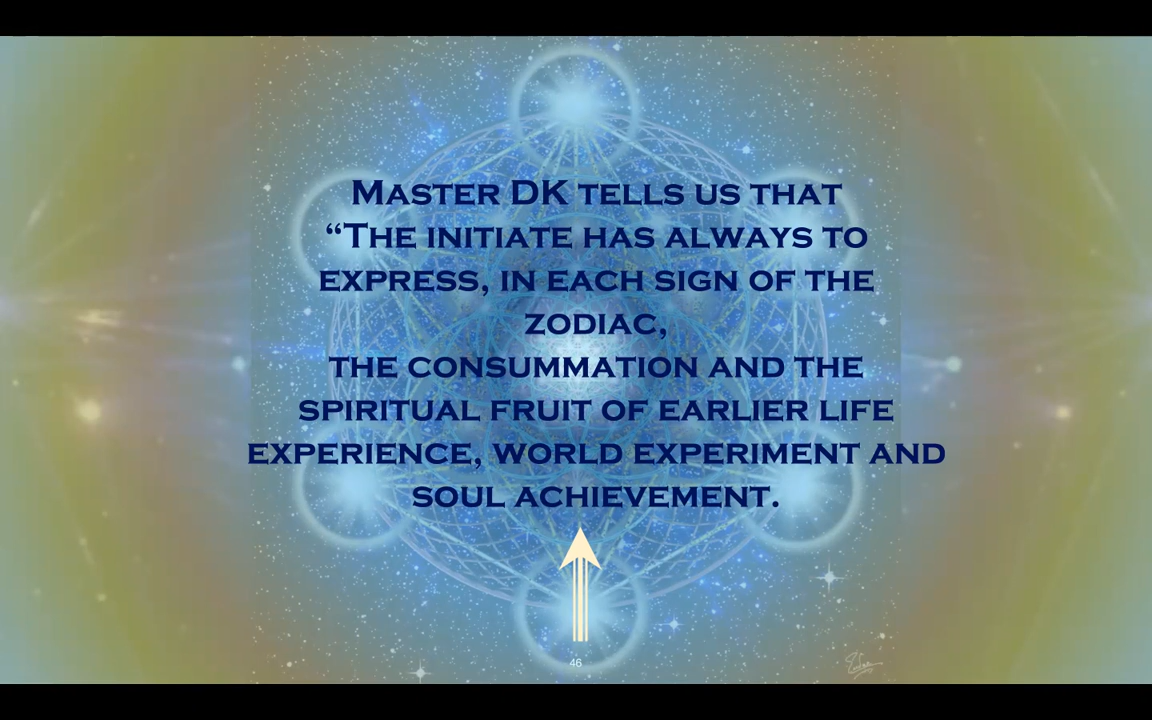 Master DK tells us that
“The initiate has always to
express, in each sign of the
zodiac,
the consummation and the
spiritual fruit of earlier life
experience, world experiment and
soul achievement.
46